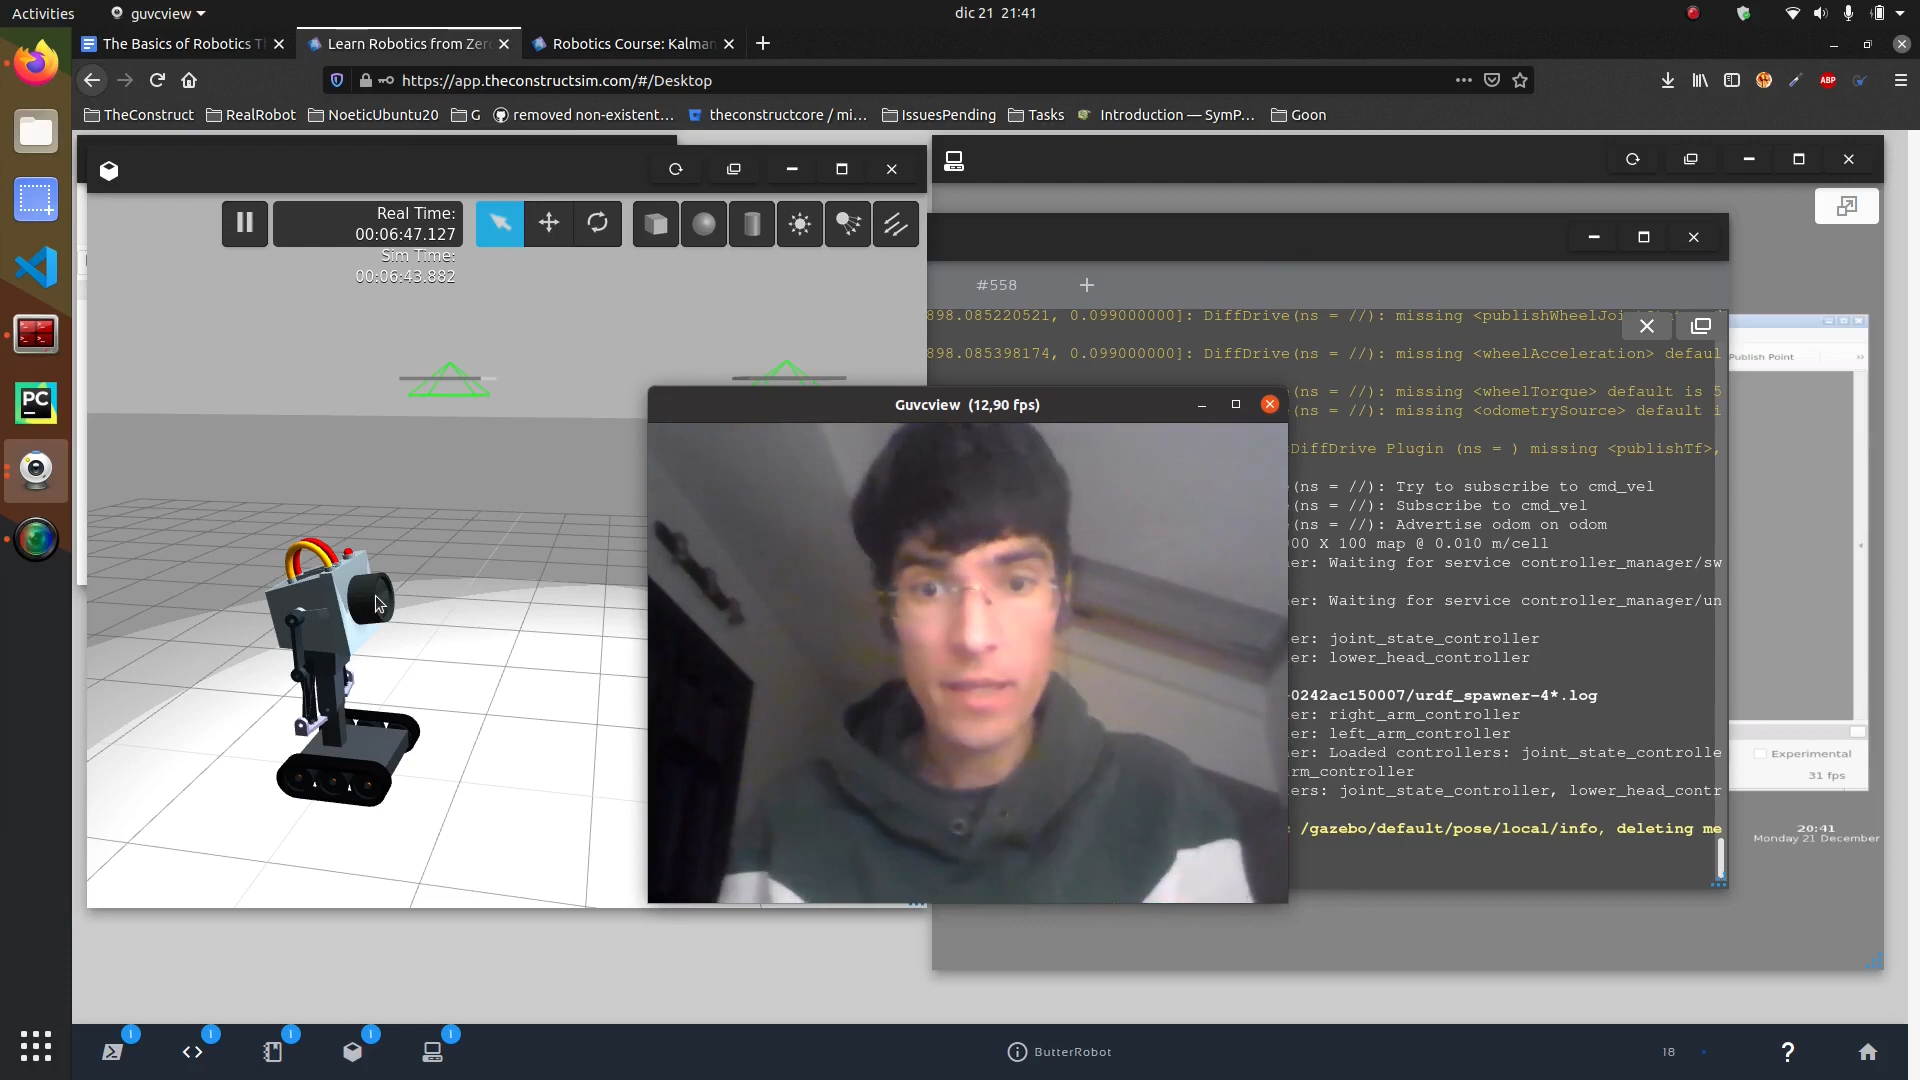 Activities
guvcview
dic 21 21:41
The Basics of Robotics T
Learn Robotics from Zer
Robotics Course: Kalman
https://app.theconstructsim.com/#/Desktop
ABP
TheConstruct
RealRobot
NoeticUbuntu20
G
removed non-existent…
theconstructcore / mi…
IssuesPending
Tasks
Introduction — SymP…
Goon
Real Time:
00:06:47.127
Sim Time:
00:06:43.882
#558
898.085220521, 0.099000000]: DiffDrive(ns = //): missing <publishWheelJo
898.085398174, 0.099000000]: DiffDrive(ns = //): missing <wheelAcceleration> defaul
(ns = //): missing <wheelTorque> default is 5
(ns = //): missing <odometrySource> default i
DiffDrive Plugin (ns = ) missing <publishTf>,
(ns = //): Try to subscribe to cmd_vel
(ns = //): Subscribe to cmd_vel
(ns = //): Advertise odom on odom
00 X 100 map @ 0.010 m/cell
er: Waiting for service controller_manager/sw
er: Waiting for service controller_manager/un
er: joint_state_controller
er: lower_head_controller
0242ac150007/urdf_spawner-4*.log
er: right_arm_controller
er: left_arm_controller
er: Loaded controllers: joint_state_controlle
rm_controller
ers: joint_state_controller, lower_head_contr
/gazebo/default/pose/local/info, deleting me
Guvcview (12,90 fps)
Publish Point
Experimental
31 fps
20:41
Monday 21 December
PC
ButterRobot
18